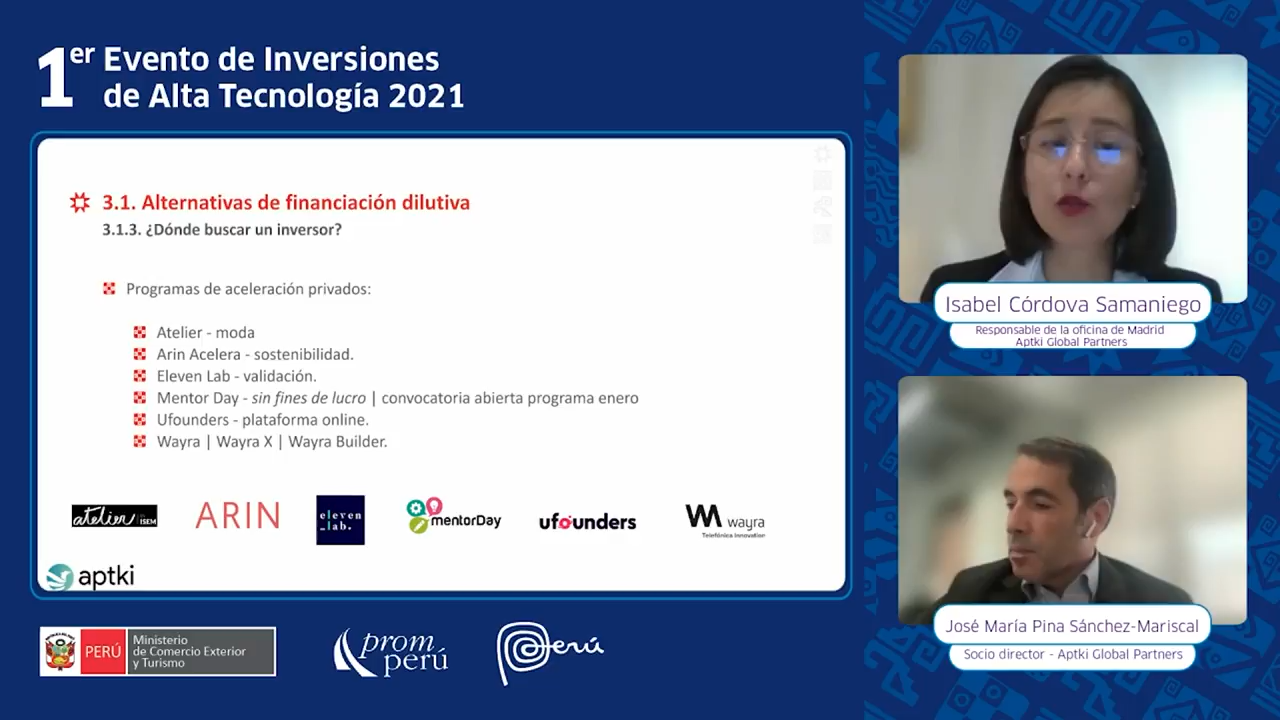 1er Evento de Inversiones
de Alta Tecnología 2021
3.1. Alternativas de financiación dilutiva
3.1.3. ¿Dónde buscar un inversor?
Programas de aceleración privados:
Atelier - moda
Arin Acelera - sostenibilidad.
Eleven Lab - validación.
Mentor Day - sin fines de lucro | convocatoria abierta programa enero
Ufounders - plataforma online.
Wayra | Wayra X | Wayra Builder.
atelier ISEM
ARIN
eleven
_lab.
mentorDay
ufounders
wayra
Telefónica Innovation
aptki
PERÚ
Ministerio
de Comercio Exterior
y Turismo
prom
perú
Perú
Isabel Córdova Samaniego
Responsable de la oficina de Madrid
Aptki Global Partners
José María Pina Sánchez-Mariscal
Socio director - Aptki Global Partners